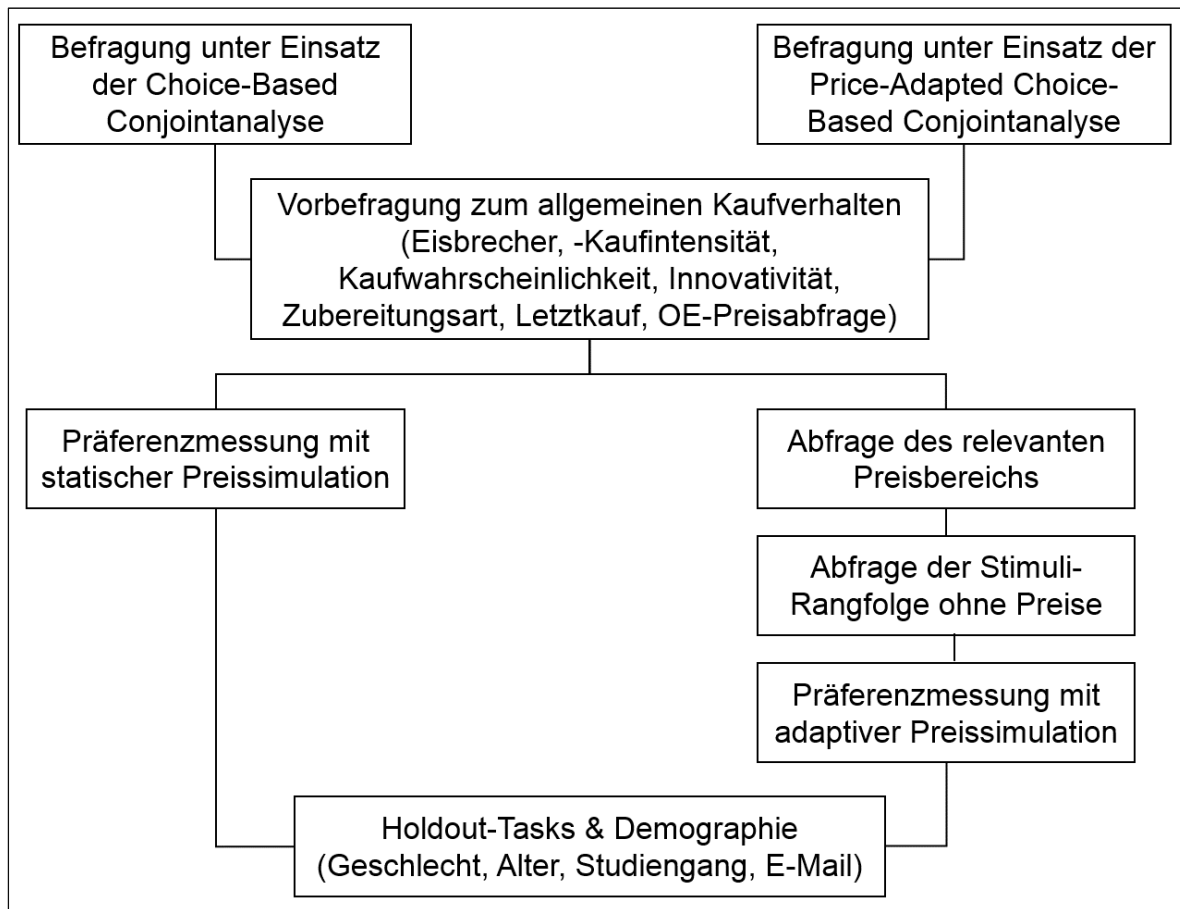 Befragung unter Einsatz
der Choice-Based
Conjointanalyse
Befragung unter Einsatz der
Price-Adapted Choice-
Based Conjointanalyse
Vorbefragung zum allgemeinen Kaufverhalten
(Eisbrecher, -Kaufintensität,
Kaufwahrscheinlichkeit, Innovativität,
Zubereitungsart, Letztkauf, OE-Preisabfrage)
Präferenzmessung mit
statischer Preissimulation
Abfrage des relevanten
Preisbereichs
Abfrage der Stimuli-
Rangfolge ohne Preise
Präferenzmessung mit
adaptiver Preissimulation
Holdout-Tasks & Demographie
(Geschlecht, Alter, Studiengang, E-Mail)